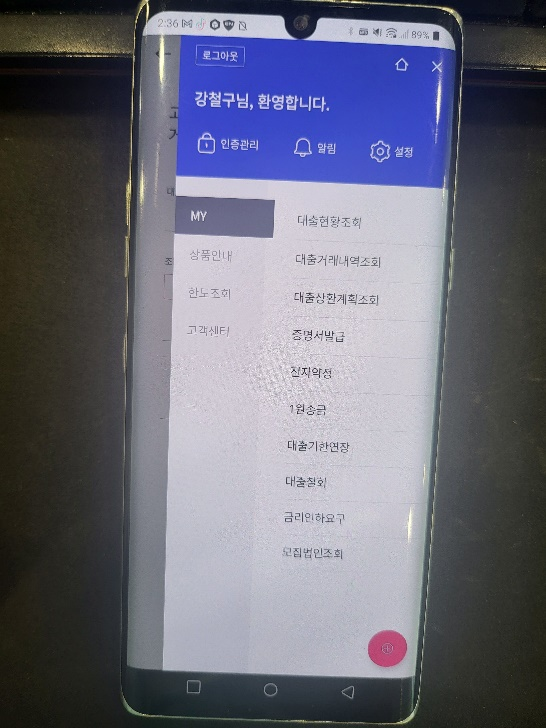 2:36
89%
로그아웃
강철구님, 환영합니다.
인증관리
알림
설정
MY
상품안내
한도조회
고객센터
대출현황조회
대출거래내역조회
대출상환계획조회
증명서발급
전자약정
1원송금
대출기한연장
대출철회
금리인하요구
모집법인조회